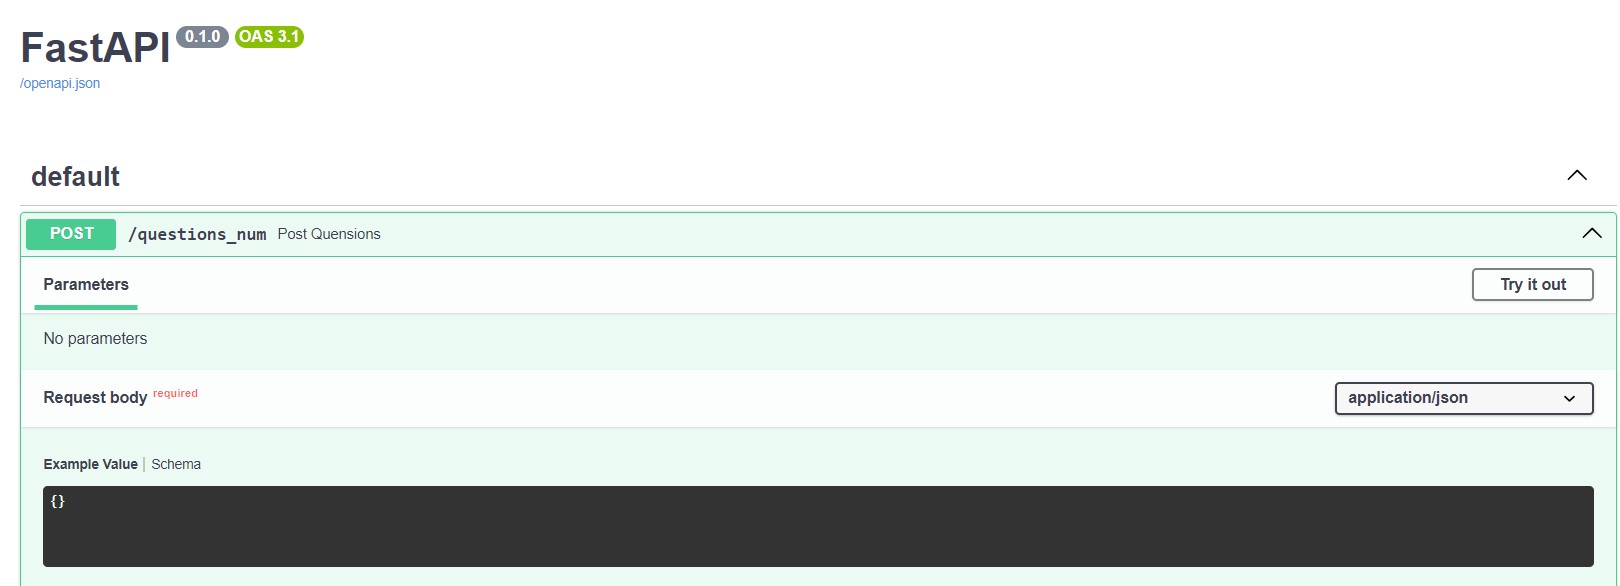 FastAPI 0.1.0 OAS 3.1
/openapi.json
default
POST /questions_num Post Quensions
Parameters Try it out
No parameters
Request body required application/json
Example Value | Schema
{}